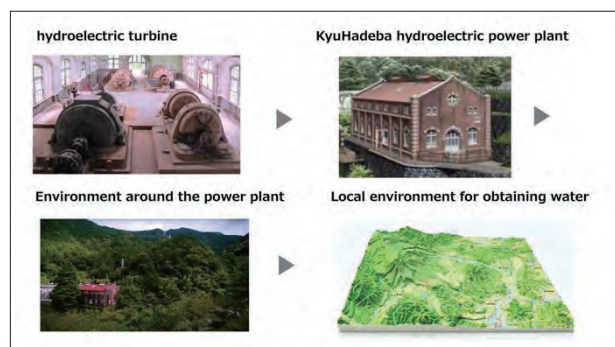 hydroelectric turbine
KyuHadeba hydroelectric power plant
Environment around the power plant
Local environment for obtaining water